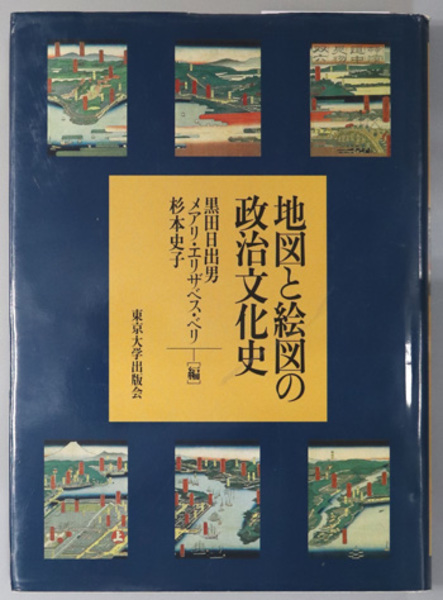 地図と絵図の
政治文化史
黒田日出男
メアリ・エリザベス・ベリ
杉本史子
[編]
東京大学出版会